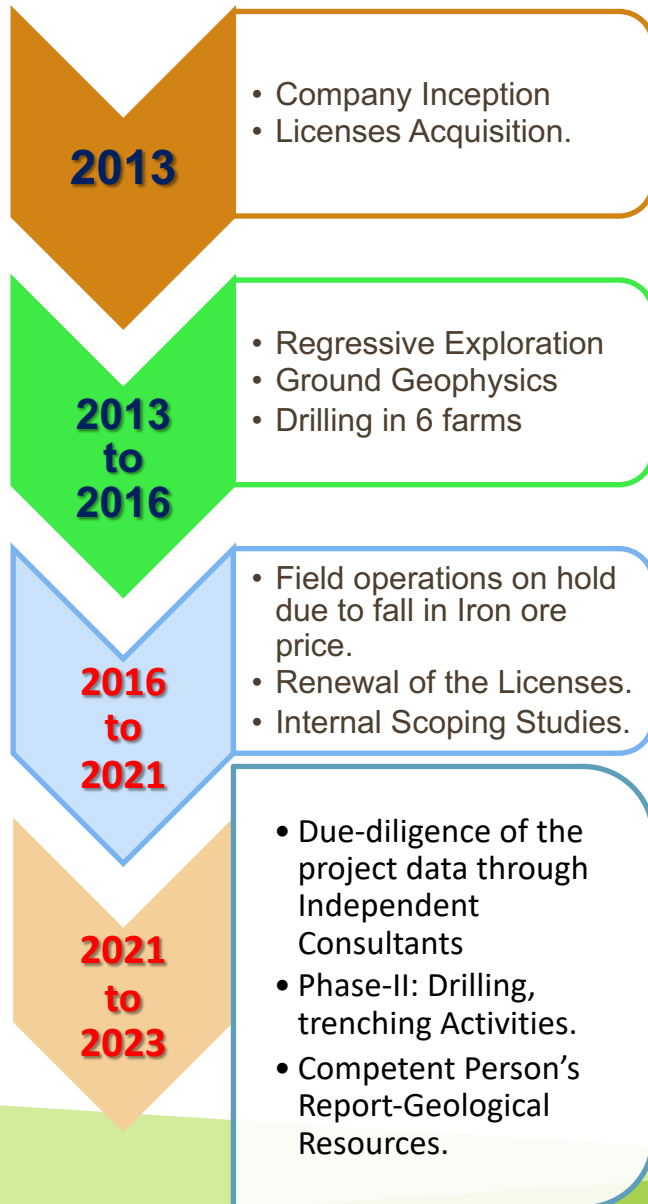 2013
• Company Inception
• Licenses Acquisition.
2013
to
2016
• Regressive Exploration
• Ground Geophysics
• Drilling in 6 farms
2016
to
2021
• Field operations on hold
due to fall in Iron ore
price.
• Renewal of the Licenses.
• Internal Scoping Studies.
2021
to
2023
• Due-diligence of the
project data through
Independent
Consultants
• Phase-II: Drilling,
trenching Activities.
• Competent Person’s
Report-Geological
Resources.